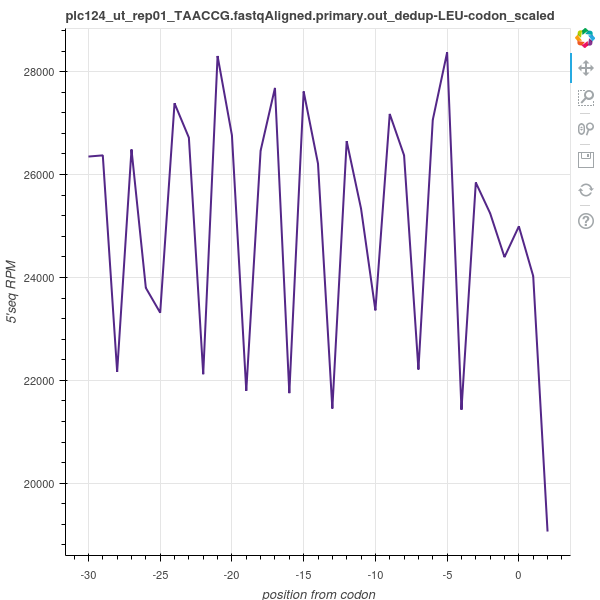 plc124_ut_rep01_TAACCG.fastqAligned.primary.out_dedup-LEU-codon_scaled
28000
26000
24000
22000
20000
5'seq RPM
-30 -25 -20 -15 -10 -5 0
position from codon